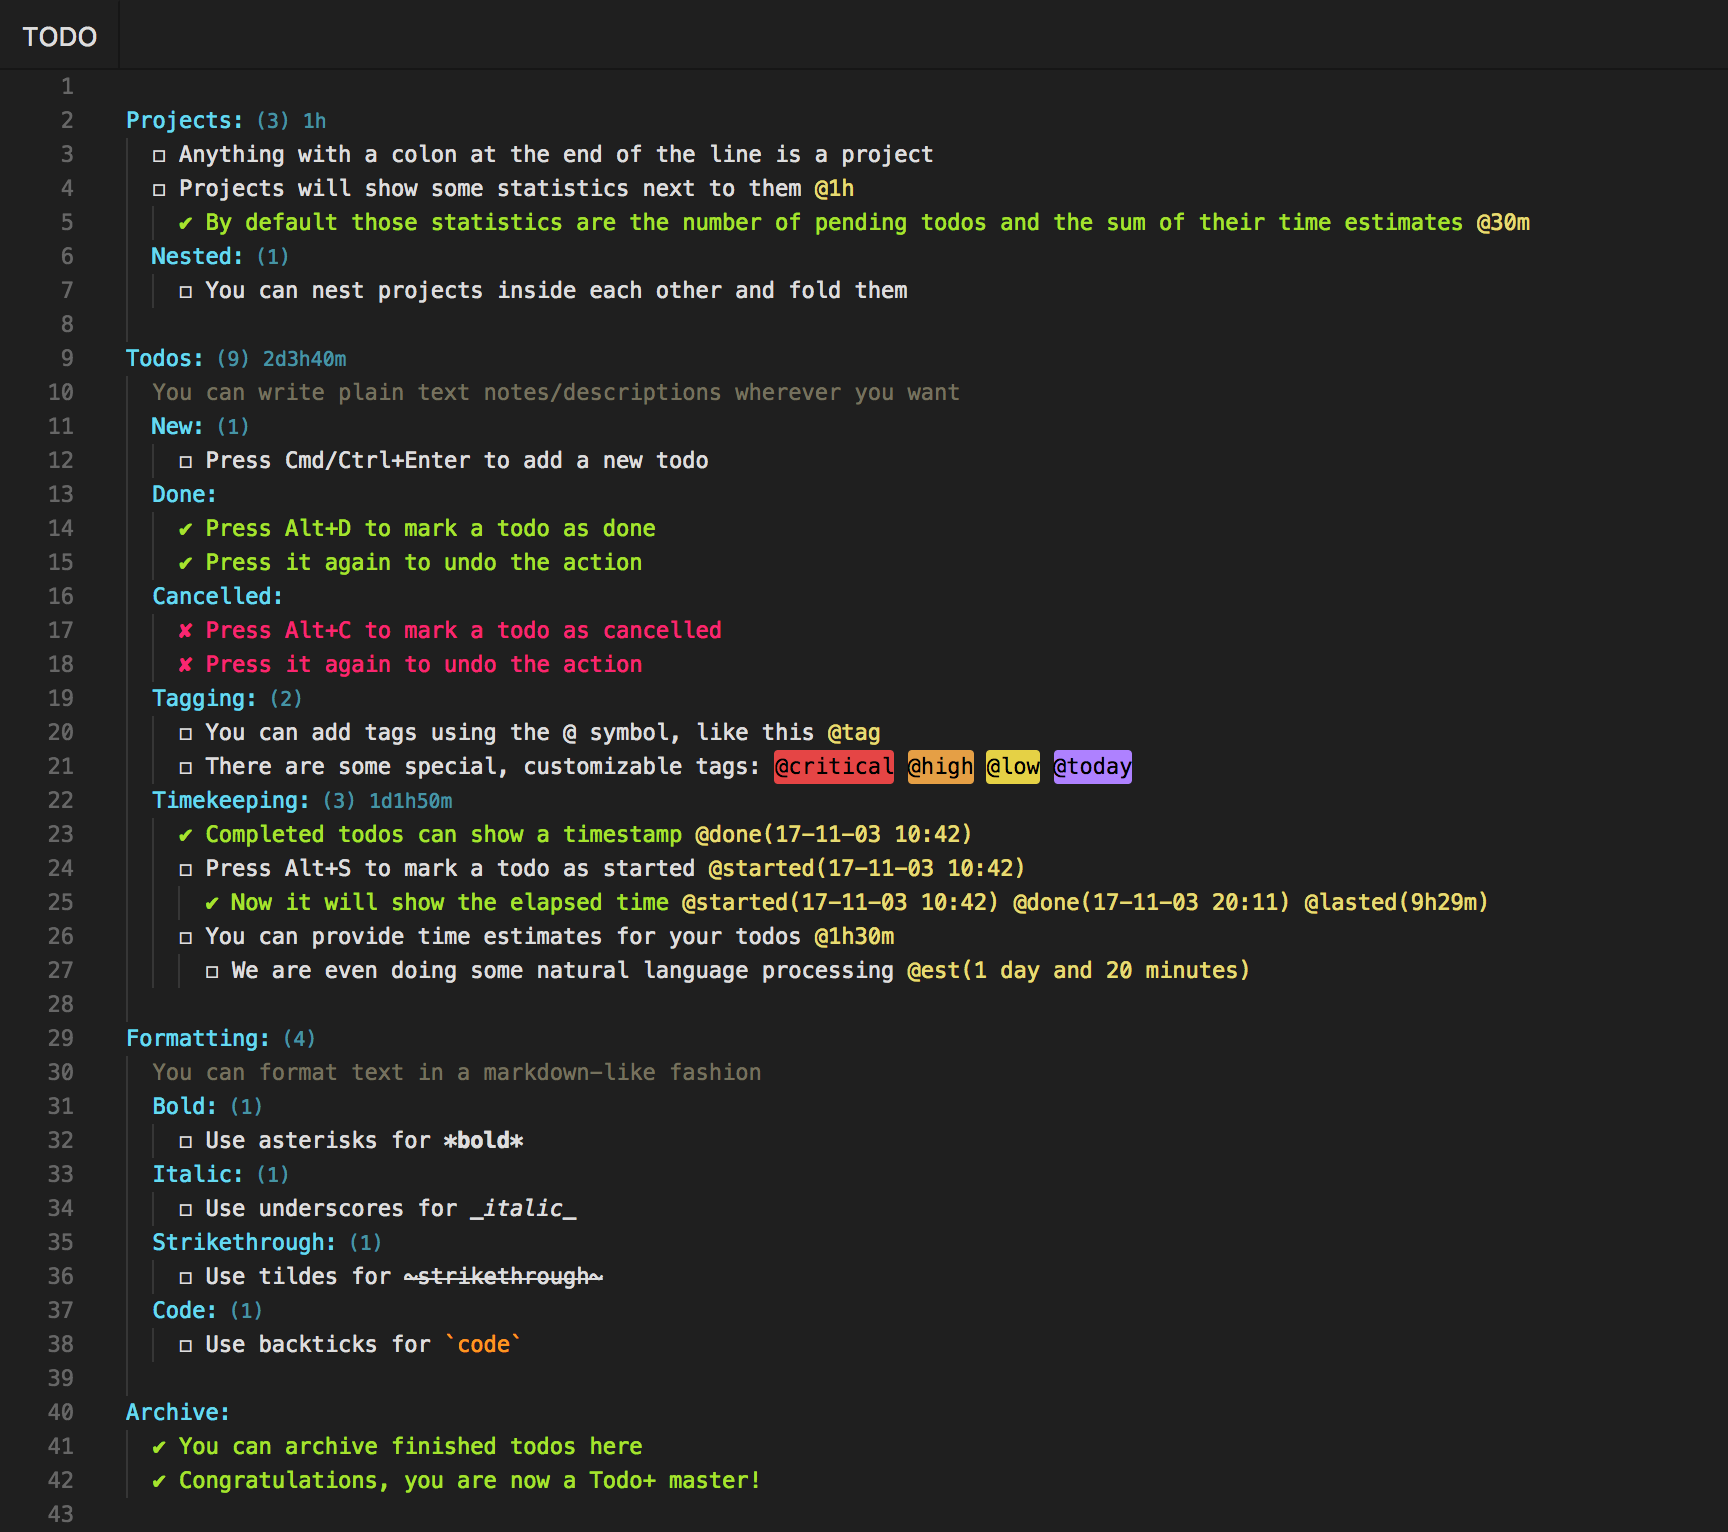 TODO
1
2 Projects: (3) 1h
3 ☐ Anything with a colon at the end of the line is a project
4 ☐ Projects will show some statistics next to them @1h
5 ✔ By default those statistics are the number of pending todos and the sum of their time estimates @30m
6 Nested: (1)
7 ☐ You can nest projects inside each other and fold them
8
9 Todos: (9) 2d3h40m
10 You can write plain text notes/descriptions wherever you want
11 New: (1)
12 ☐ Press Cmd/Ctrl+Enter to add a new todo
13 Done:
14 ✔ Press Alt+D to mark a todo as done
15 ✔ Press it again to undo the action
16 Cancelled:
17 ✘ Press Alt+C to mark a todo as cancelled
18 ✘ Press it again to undo the action
19 Tagging: (2)
20 ☐ You can add tags using the @ symbol, like this @tag
21 ☐ There are some special, customizable tags: @critical @high @low @today
22 Timekeeping: (3) 1d1h50m
23 ✔ Completed todos can show a timestamp @done(17-11-03 10:42)
24 ☐ Press Alt+S to mark a todo as started @started(17-11-03 10:42)
25 ✔ Now it will show the elapsed time @started(17-11-03 10:42) @done(17-11-03 20:11) @lasted(9h29m)
26 ☐ You can provide time estimates for your todos @1h30m
27 ☐ We are even doing some natural language processing @est(1 day and 20 minutes)
28
29 Formatting: (4)
30 You can format text in a markdown-like fashion
31 Bold: (1)
32 ☐ Use asterisks for *bold*
33 Italic: (1)
34 ☐ Use underscores for _italic_
35 Strikethrough: (1)
36 ☐ Use tildes for ~strikethrough~
37 Code: (1)
38 ☐ Use backticks for `code`
39
40 Archive:
41 ✔ You can archive finished todos here
42 ✔ Congratulations, you are now a Todo+ master!
43